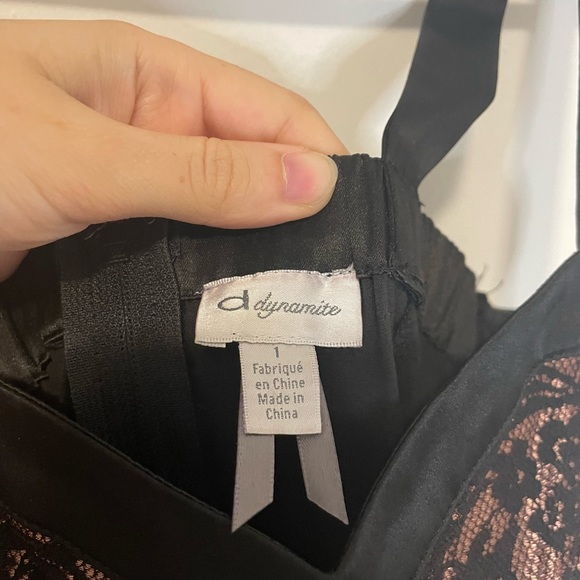 d dynamite
1
Fabriqué
en Chine
Made in
China